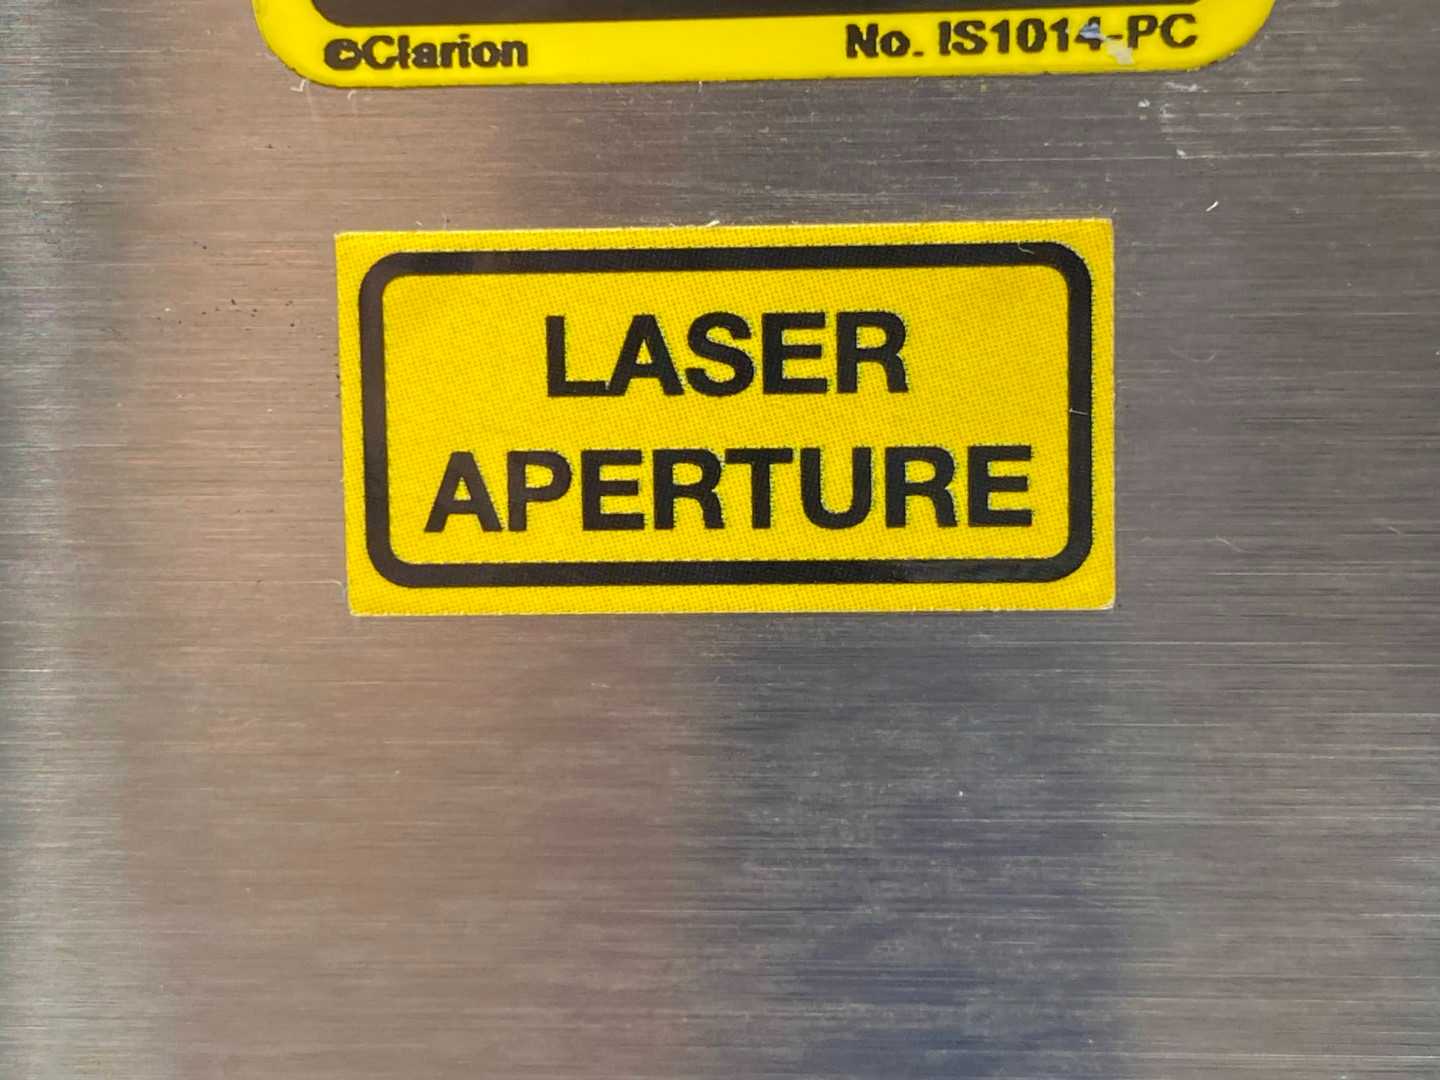 ©Clarion No. IS1014-PC
LASER
APERTURE